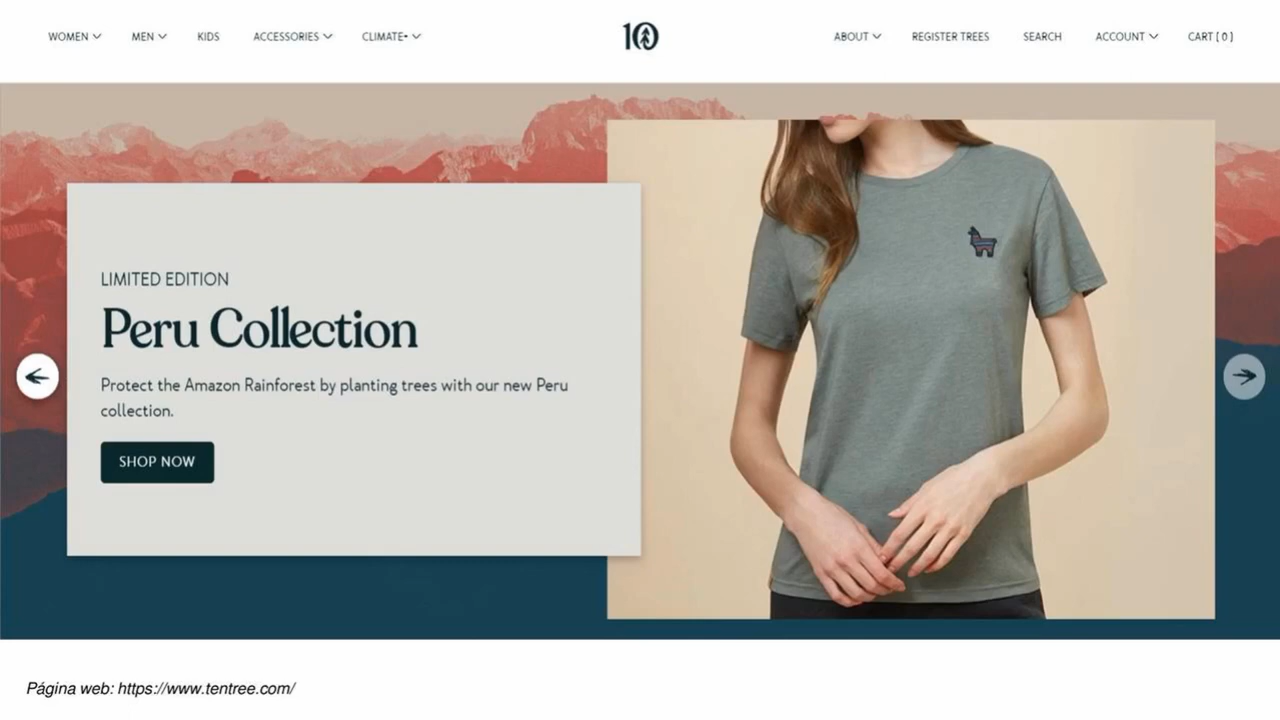 WOMEN MEN KIDS ACCESSORIES CLIMATE+ 10 ABOUT REGISTER TREES SEARCH ACCOUNT CART [ 0 ]
LIMITED EDITION
Peru Collection
Protect the Amazon Rainforest by planting trees with our new Peru
collection.
SHOP NOW
Página web: https://www.tentree.com/